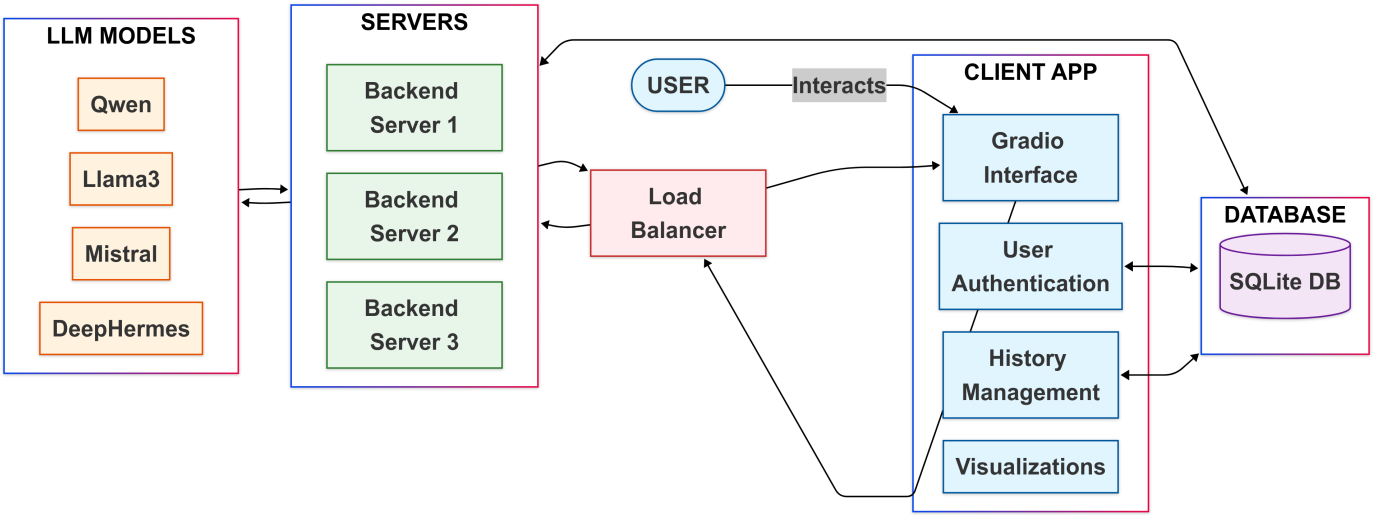 LLM MODELS
Qwen
Llama3
Mistral
DeepHermes
SERVERS
Backend
Server 1
Backend
Server 2
Backend
Server 3
USER
Interacts
Load
Balancer
CLIENT APP
Gradio
Interface
User
Authentication
History
Management
Visualizations
DATABASE
SQLite DB